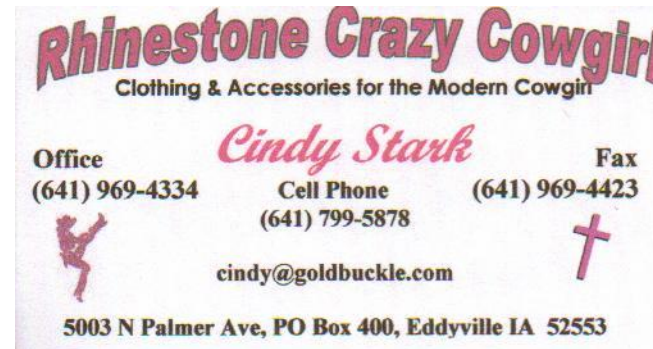 Rhinestone Crazy Cowgirl
Clothing & Accessories for the Modern Cowgirl
Cindy Stark
Office
(641) 969-4334
Cell Phone
(641) 799-5878
Fax
(641) 969-4423
cindy@goldbuckle.com
5003 N Palmer Ave, PO Box 400, Eddyville IA 52553